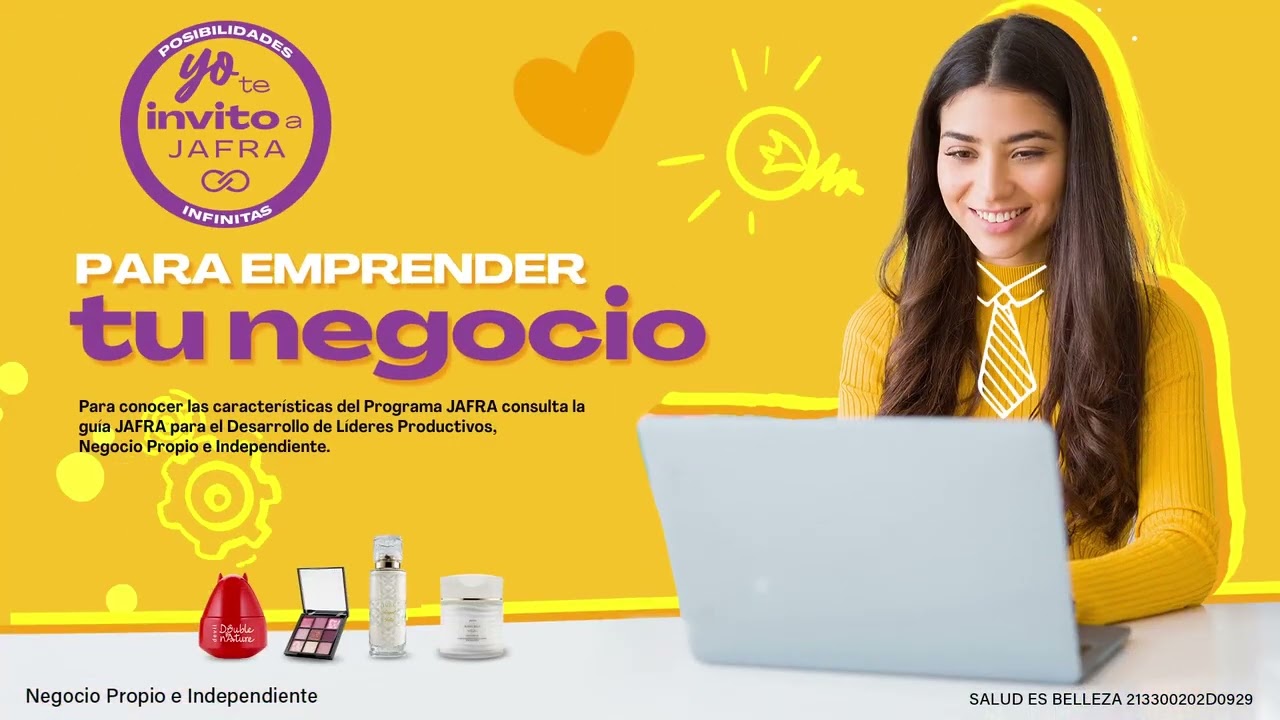 POSIBILIDADES
yo te
invito a
JAFRA
INFINITAS
PARA EMPRENDER
tu negocio
Para conocer las características del Programa JAFRA consulta la
guía JAFRA para el Desarrollo de Líderes Productivos,
Negocio Propio e Independiente.
devil
Double
nAture
Negocio Propio e Independiente
SALUD ES BELLEZA 213300202D0929